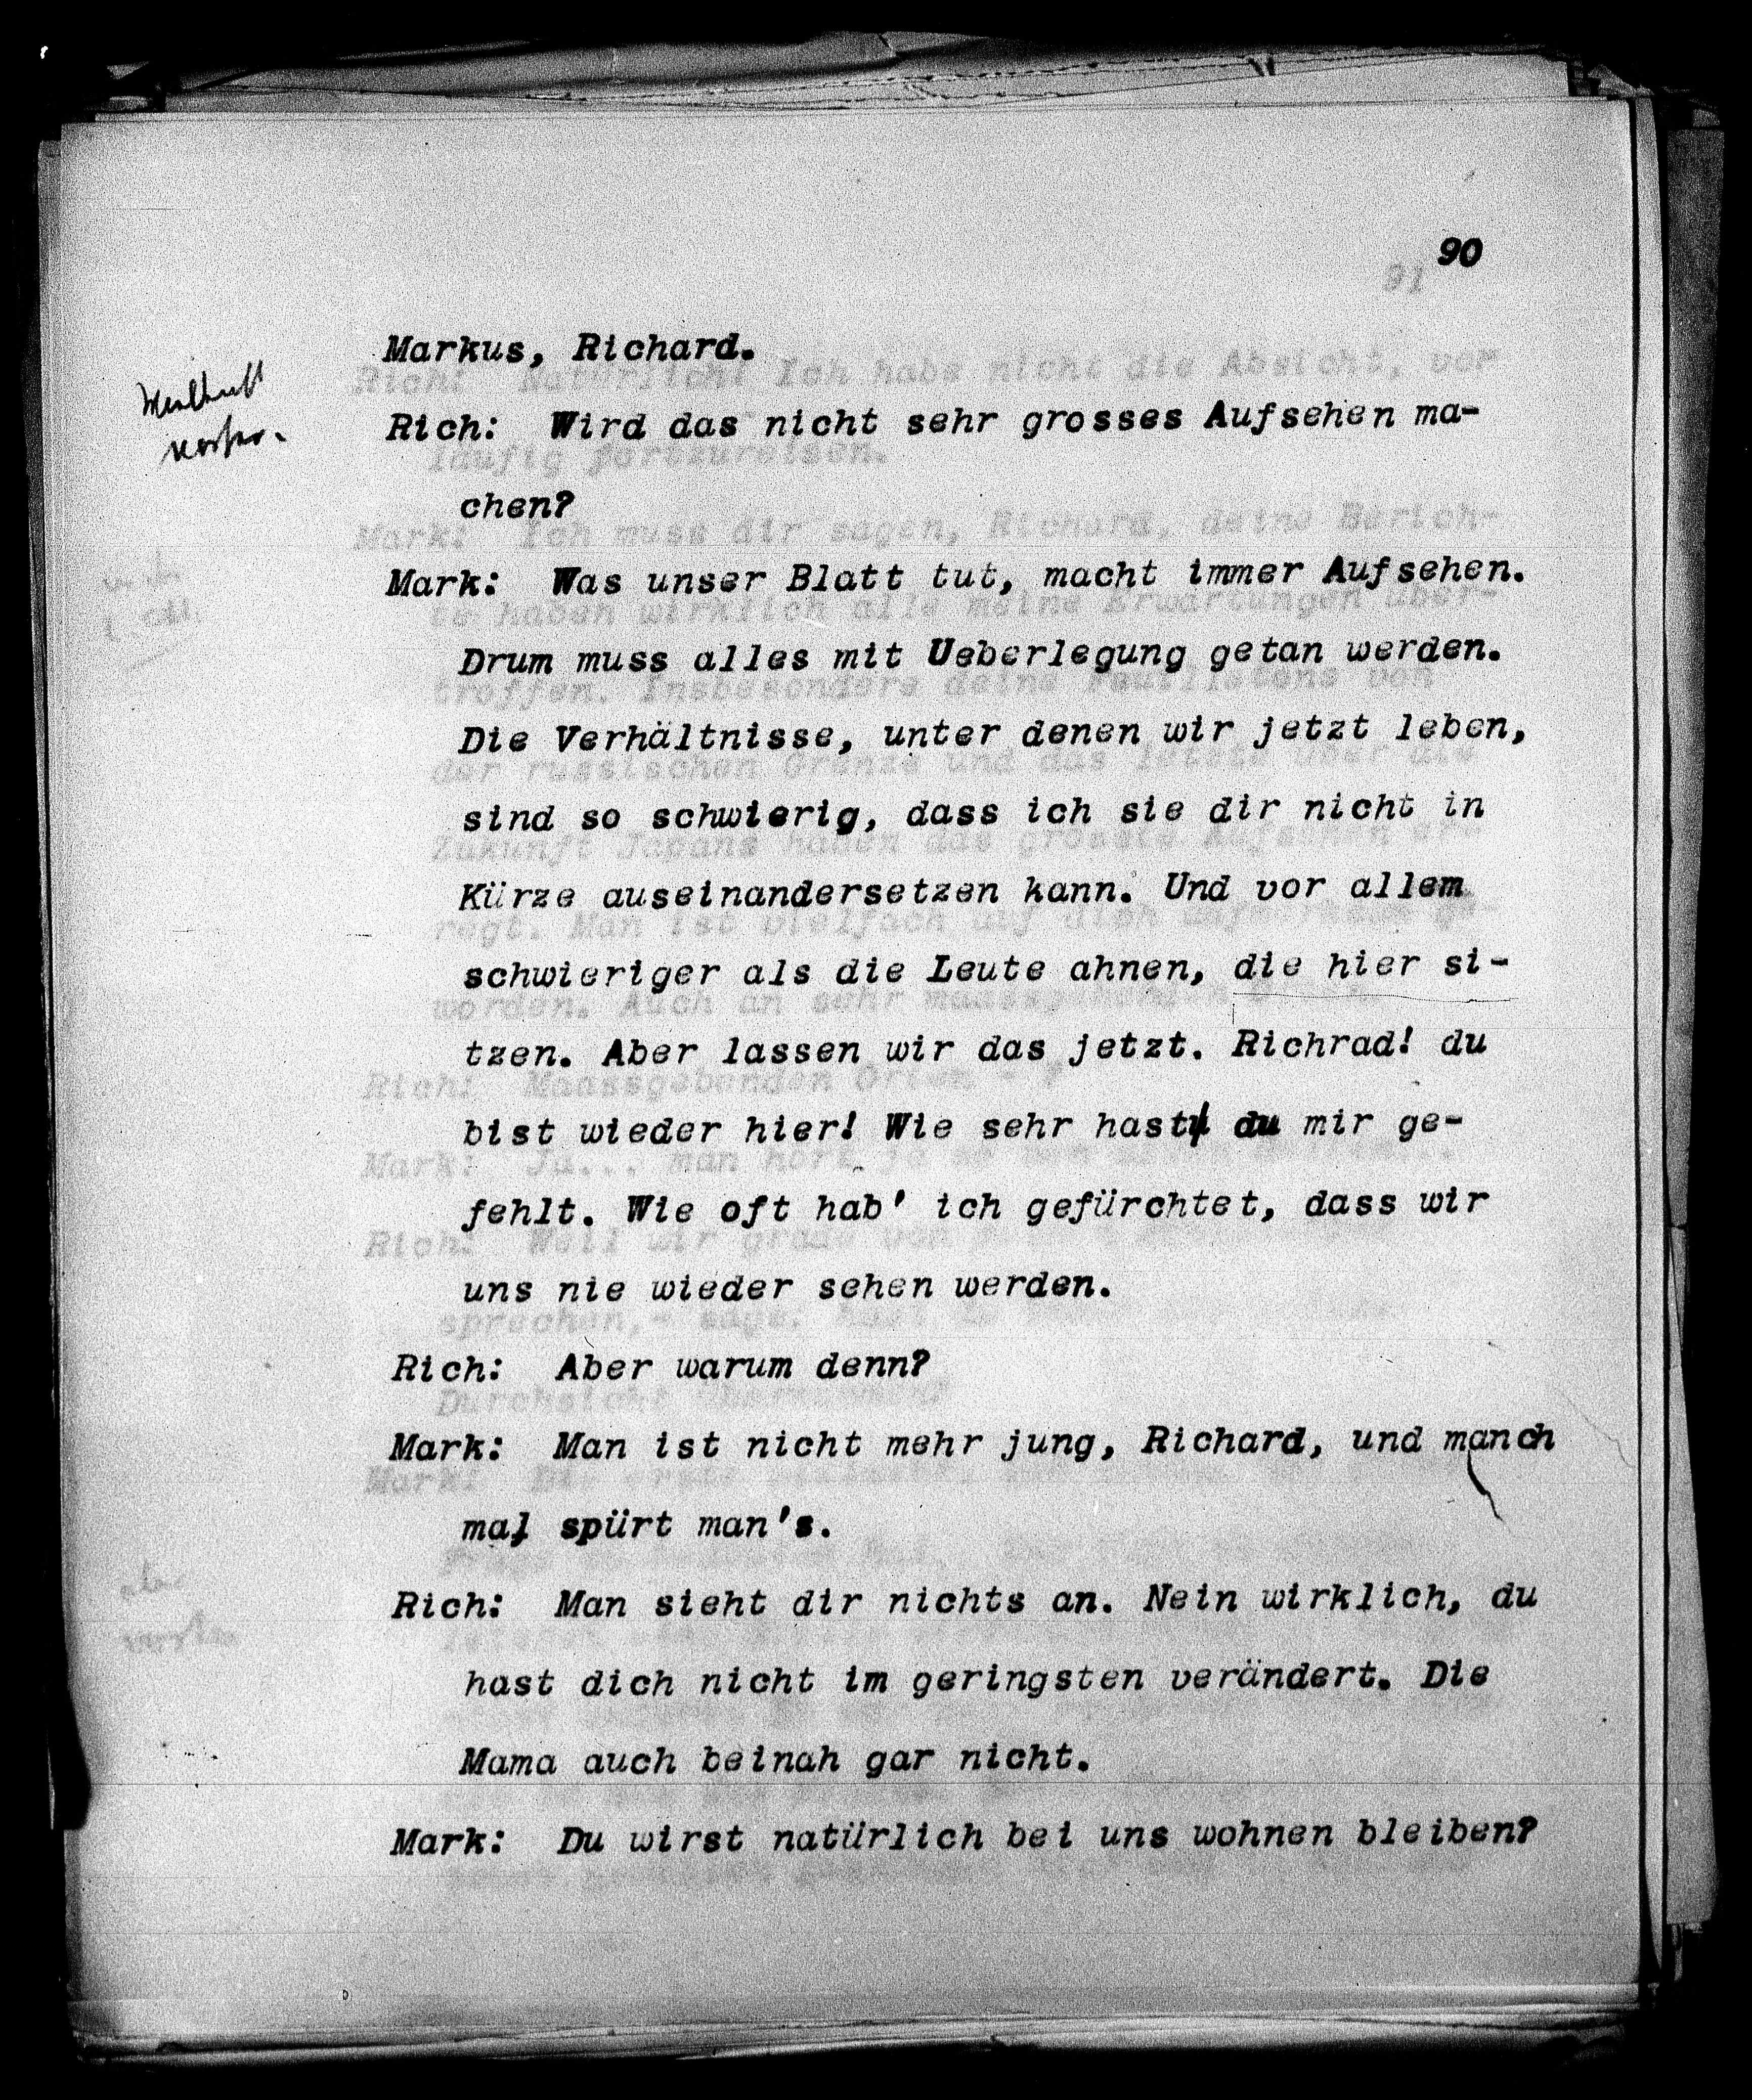 90
Markus, Richard.
Rich: Wird das nicht sehr grosses Aufsehen ma-
chen?
Mark: Was unser Blatt tut, macht immer Aufsehen.
Drum muss alles mit Ueberlegung getan werden.
Die Verhältnisse, unter denen wir jetzt leben,
sind so schwierig, dass ich sie dir nicht in
Kürze auseinandersetzen kann. Und vor allem
schwieriger als die Leute ahnen, die hier si-
tzen. Aber lassen wir das jetzt. Richrad! du
bist wieder hier! Wie sehr hast du mir ge-
fehlt. Wie oft hab' ich gefürchtet, dass wir
uns nie wieder sehen werden.
Rich: Aber warum denn?
Mark: Man ist nicht mehr jung, Richard, und manch
mal spürt man's.
Rich: Man sieht dir nichts an. Nein wirklich, du
hast dich nicht im geringsten verändert. Die
Mama auch beinah gar nicht.
Mark: Du wirst natürlich bei uns wohnen bleiben?